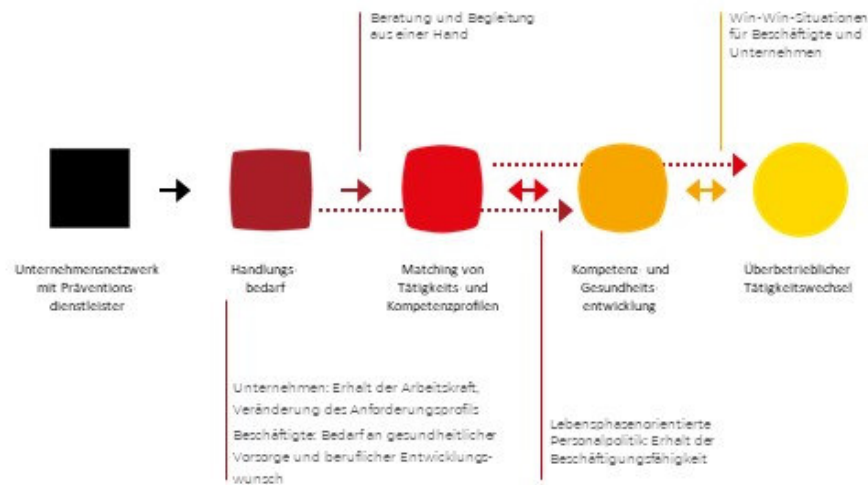 Beratung und Begleitung
aus einer Hand
Win-Win-Situationen
für Beschäftigte und
Unternehmen
Unternehmensnetzwerk
mit Präventions-
dienstleister
Handlungs-
bedarf
Matching von
Tätigkeits- und
Kompetenzprofilen
Kompetenz- und
Gesundheits-
entwicklung
Überbetrieblicher
Tätigkeitswechsel
Unternehmen: Erhalt der Arbeitskraft,
Veränderung des Anforderungsprofils
Beschäftigte: Bedarf an gesundheitlicher
Vorsorge und beruflicher Entwicklungs-
wunsch
Lebensphasenorientierte
Personalpolitik: Erhalt der
Beschäftigungsfähigkeit